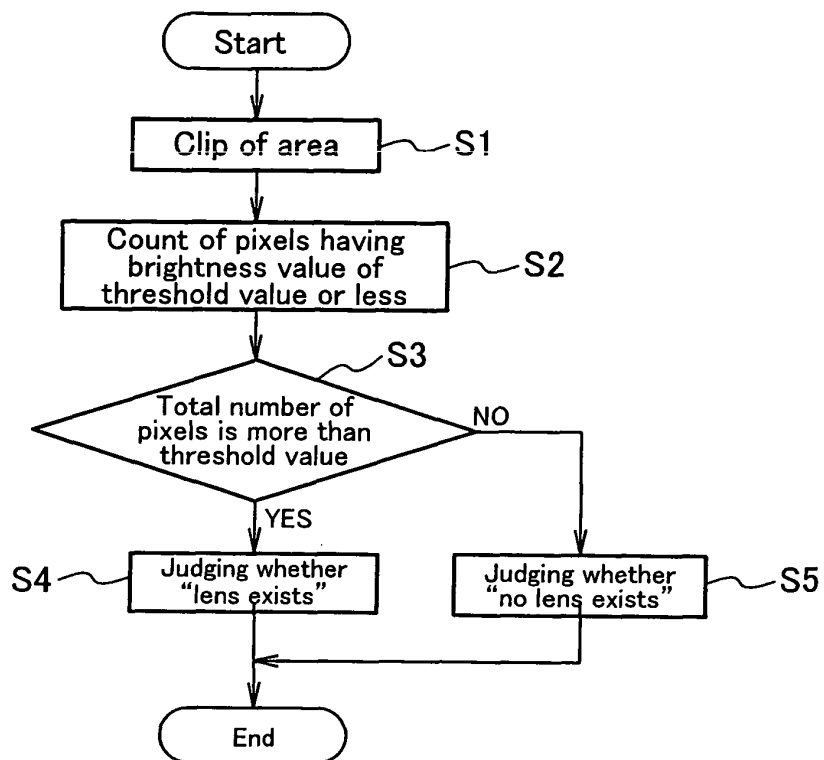 Start
Clip of area
S1
Count of pixels having
brightness value of
threshold value or less
S2
S3
Total number of
pixels is more than
threshold value
NO
YES
S4
Judging whether
“lens exists”
Judging whether
“no lens exists”
S5
End